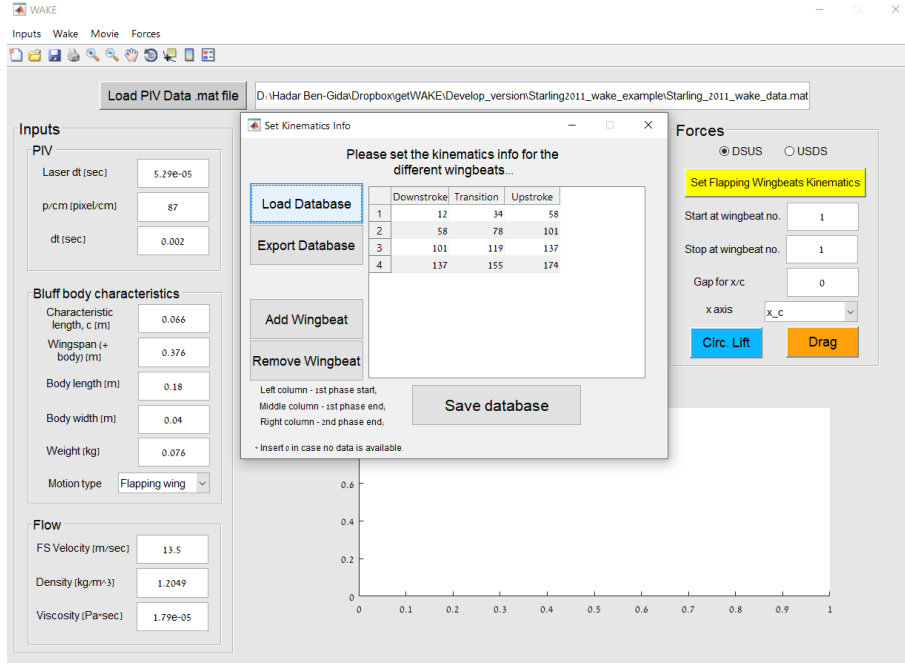 WAKE
Inputs Wake Movie Forces
Load PIV Data .mat file
D:\Hadar Ben-Gida\Dropbox\getWAKE\Develop_version\Starling2011_wake_example\Starling_2011_wake_data.mat
Inputs
PIV
Laser dt [sec] 5.29e-05
p/cm [pixel/cm] 87
dt [sec] 0.002
Bluff body characteristics
Characteristic
length, c [m] 0.066
Wingspan (+
body) [m] 0.376
Body length [m] 0.18
Body width [m] 0.04
Weight [kg] 0.076
Motion type Flapping wing
Flow
FS Velocity [m/sec] 13.5
Density [kg/m^3] 1.2049
Viscosity [Pa*sec] 1.79e-05
Set Kinematics Info
Please set the kinematics info for the
different wingbeats...
Load Database
Export Database
Add Wingbeat
Remove Wingbeat
Downstroke Transition Upstroke
1 12 34 58
2 58 78 101
3 101 119 137
4 137 155 174
Left column - 1st phase start,
Middle column - 1st phase end,
Right column - 2nd phase end,
* Insert 0 in case no data is available.
Save database
Forces
DSUS USDS
Set Flapping Wingbeats Kinematics
Start at wingbeat no. 1
Stop at wingbeat no. 1
Gap for x/c 0
x axis x_c
Circ. Lift Drag
0.6
0.4
0.2
0
0 0.1 0.2 0.3 0.4 0.5 0.6 0.7 0.8 0.9 1